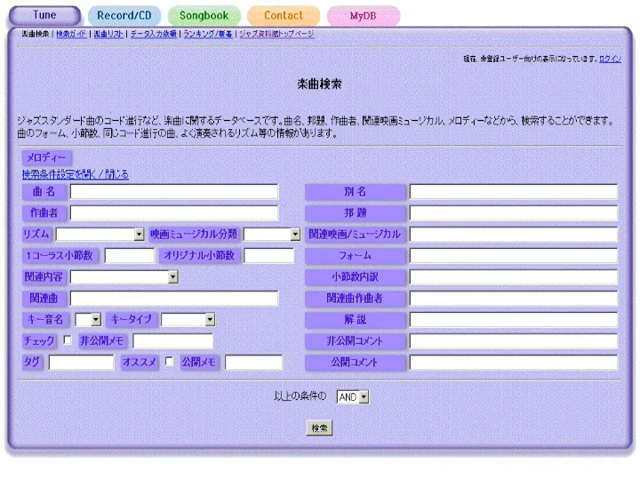 Tune Record/CD Songbook Contact MyDB
楽曲検索 | 検索ガイド | 楽曲リスト | データ入力依頼 | ランキング/新着 | ジャズ資料館トップページ
現在、未登録ユーザー向けの表示になっています。ログイン
楽曲検索
ジャズスタンダード曲のコード進行など、楽曲に関するデータベースです。曲名、邦題、作曲者、関連映画ミュージカル、メロディーなどから、検索することができます。
曲のフォーム、小節数、同じコード進行の曲、よく演奏されるリズム等の情報があります。
メロディー
検索条件設定を開く / 閉じる
曲 名 別 名
作曲者 邦 題
リズム 映画ミュージカル分類 関連映画/ミュージカル
1コーラス小節数 オリジナル小節数 フォーム
関連内容 小節数内訳
関連曲 関連曲作曲者
キー音名 キータイプ 解 説
チェック 非公開メモ 非公開コメント
タグ オススメ 公開メモ 公開コメント
以上の条件の AND
検索